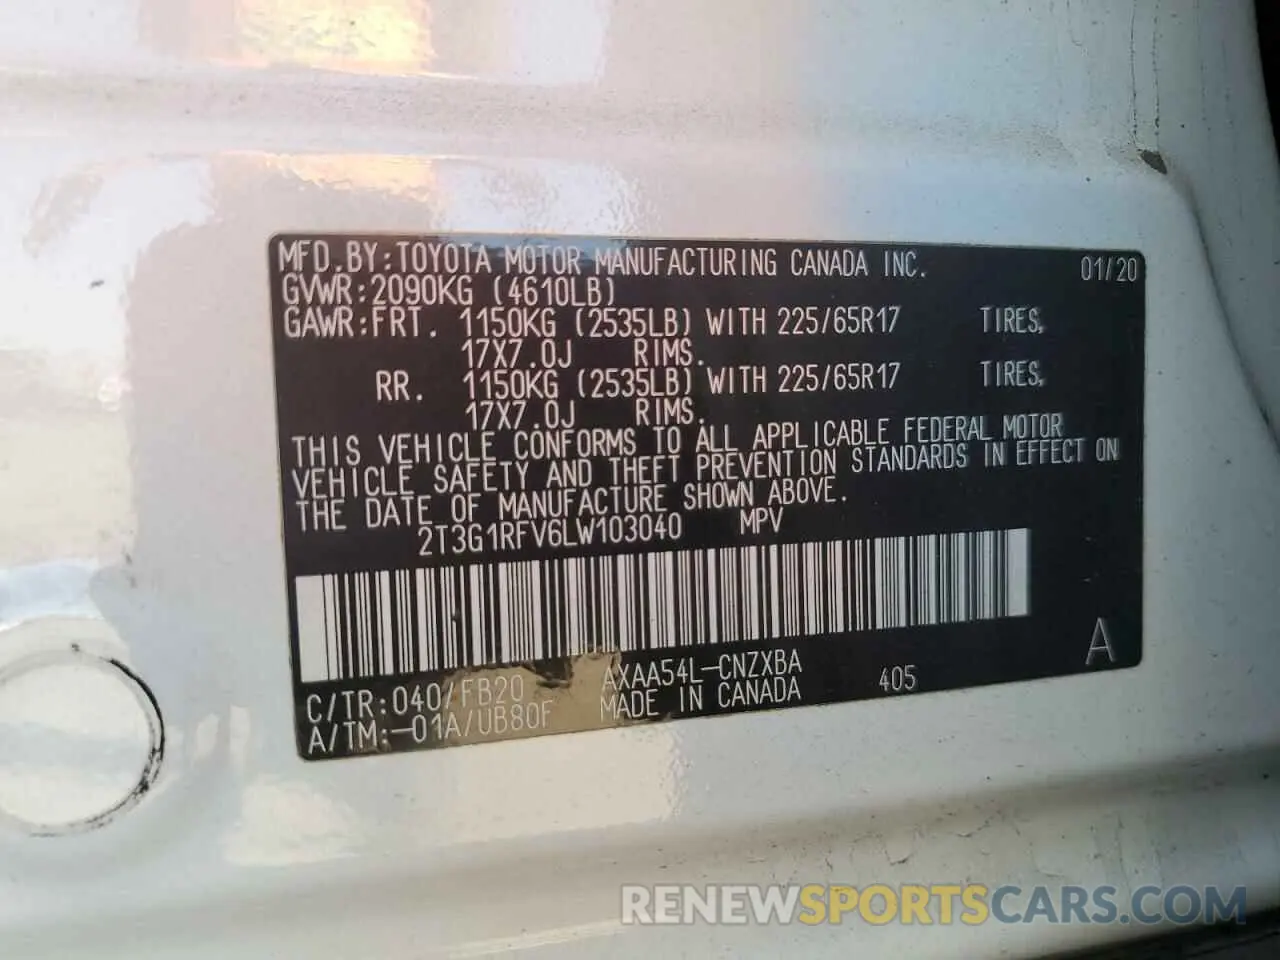 MFD.BY:TOYOTA MOTOR MANUFACTURING CANADA INC. 01/20
GVWR:2090KG (4610LB)
GAWR:FRT. 1150KG (2535LB) WITH 225/65R17 TIRES,
17X7.0J RIMS.
RR. 1150KG (2535LB) WITH 225/65R17 TIRES,
17X7.0J RIMS.
THIS VEHICLE CONFORMS TO ALL APPLICABLE FEDERAL MOTOR
VEHICLE SAFETY AND THEFT PREVENTION STANDARDS IN EFFECT ON
THE DATE OF MANUFACTURE SHOWN ABOVE.
2T3G1RFV6LW103040 MPV
A
C/TR:040/FB20 AXAA54L-CNZXBA
A/TM:-01A/UB80F MADE IN CANADA 405
RENEWSPORTSCARS.COM